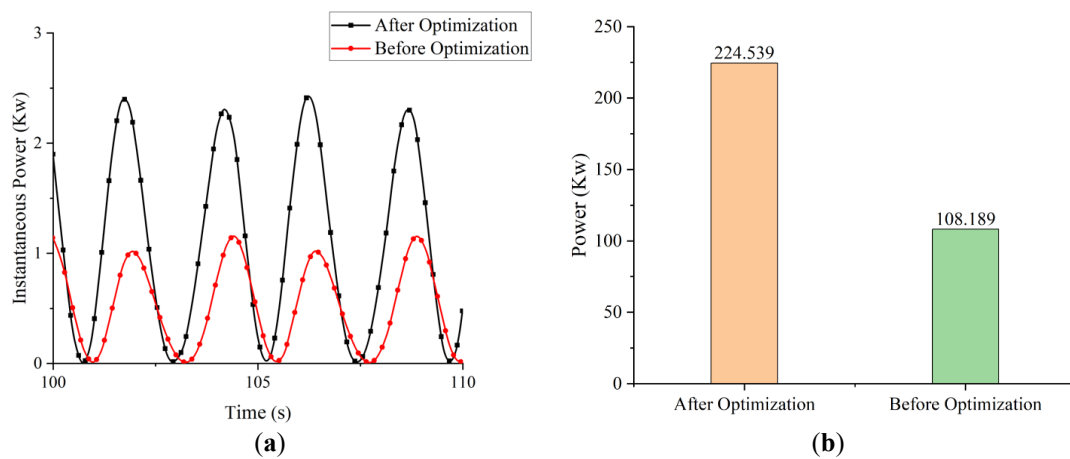 After Optimization
Before Optimization
3
2
1
0
Instantaneous Power (Kw)
100
105
110
Time (s)
(a)
250
200
150
100
50
0
Power (Kw)
224.539
108.189
After Optimization
Before Optimization
(b)